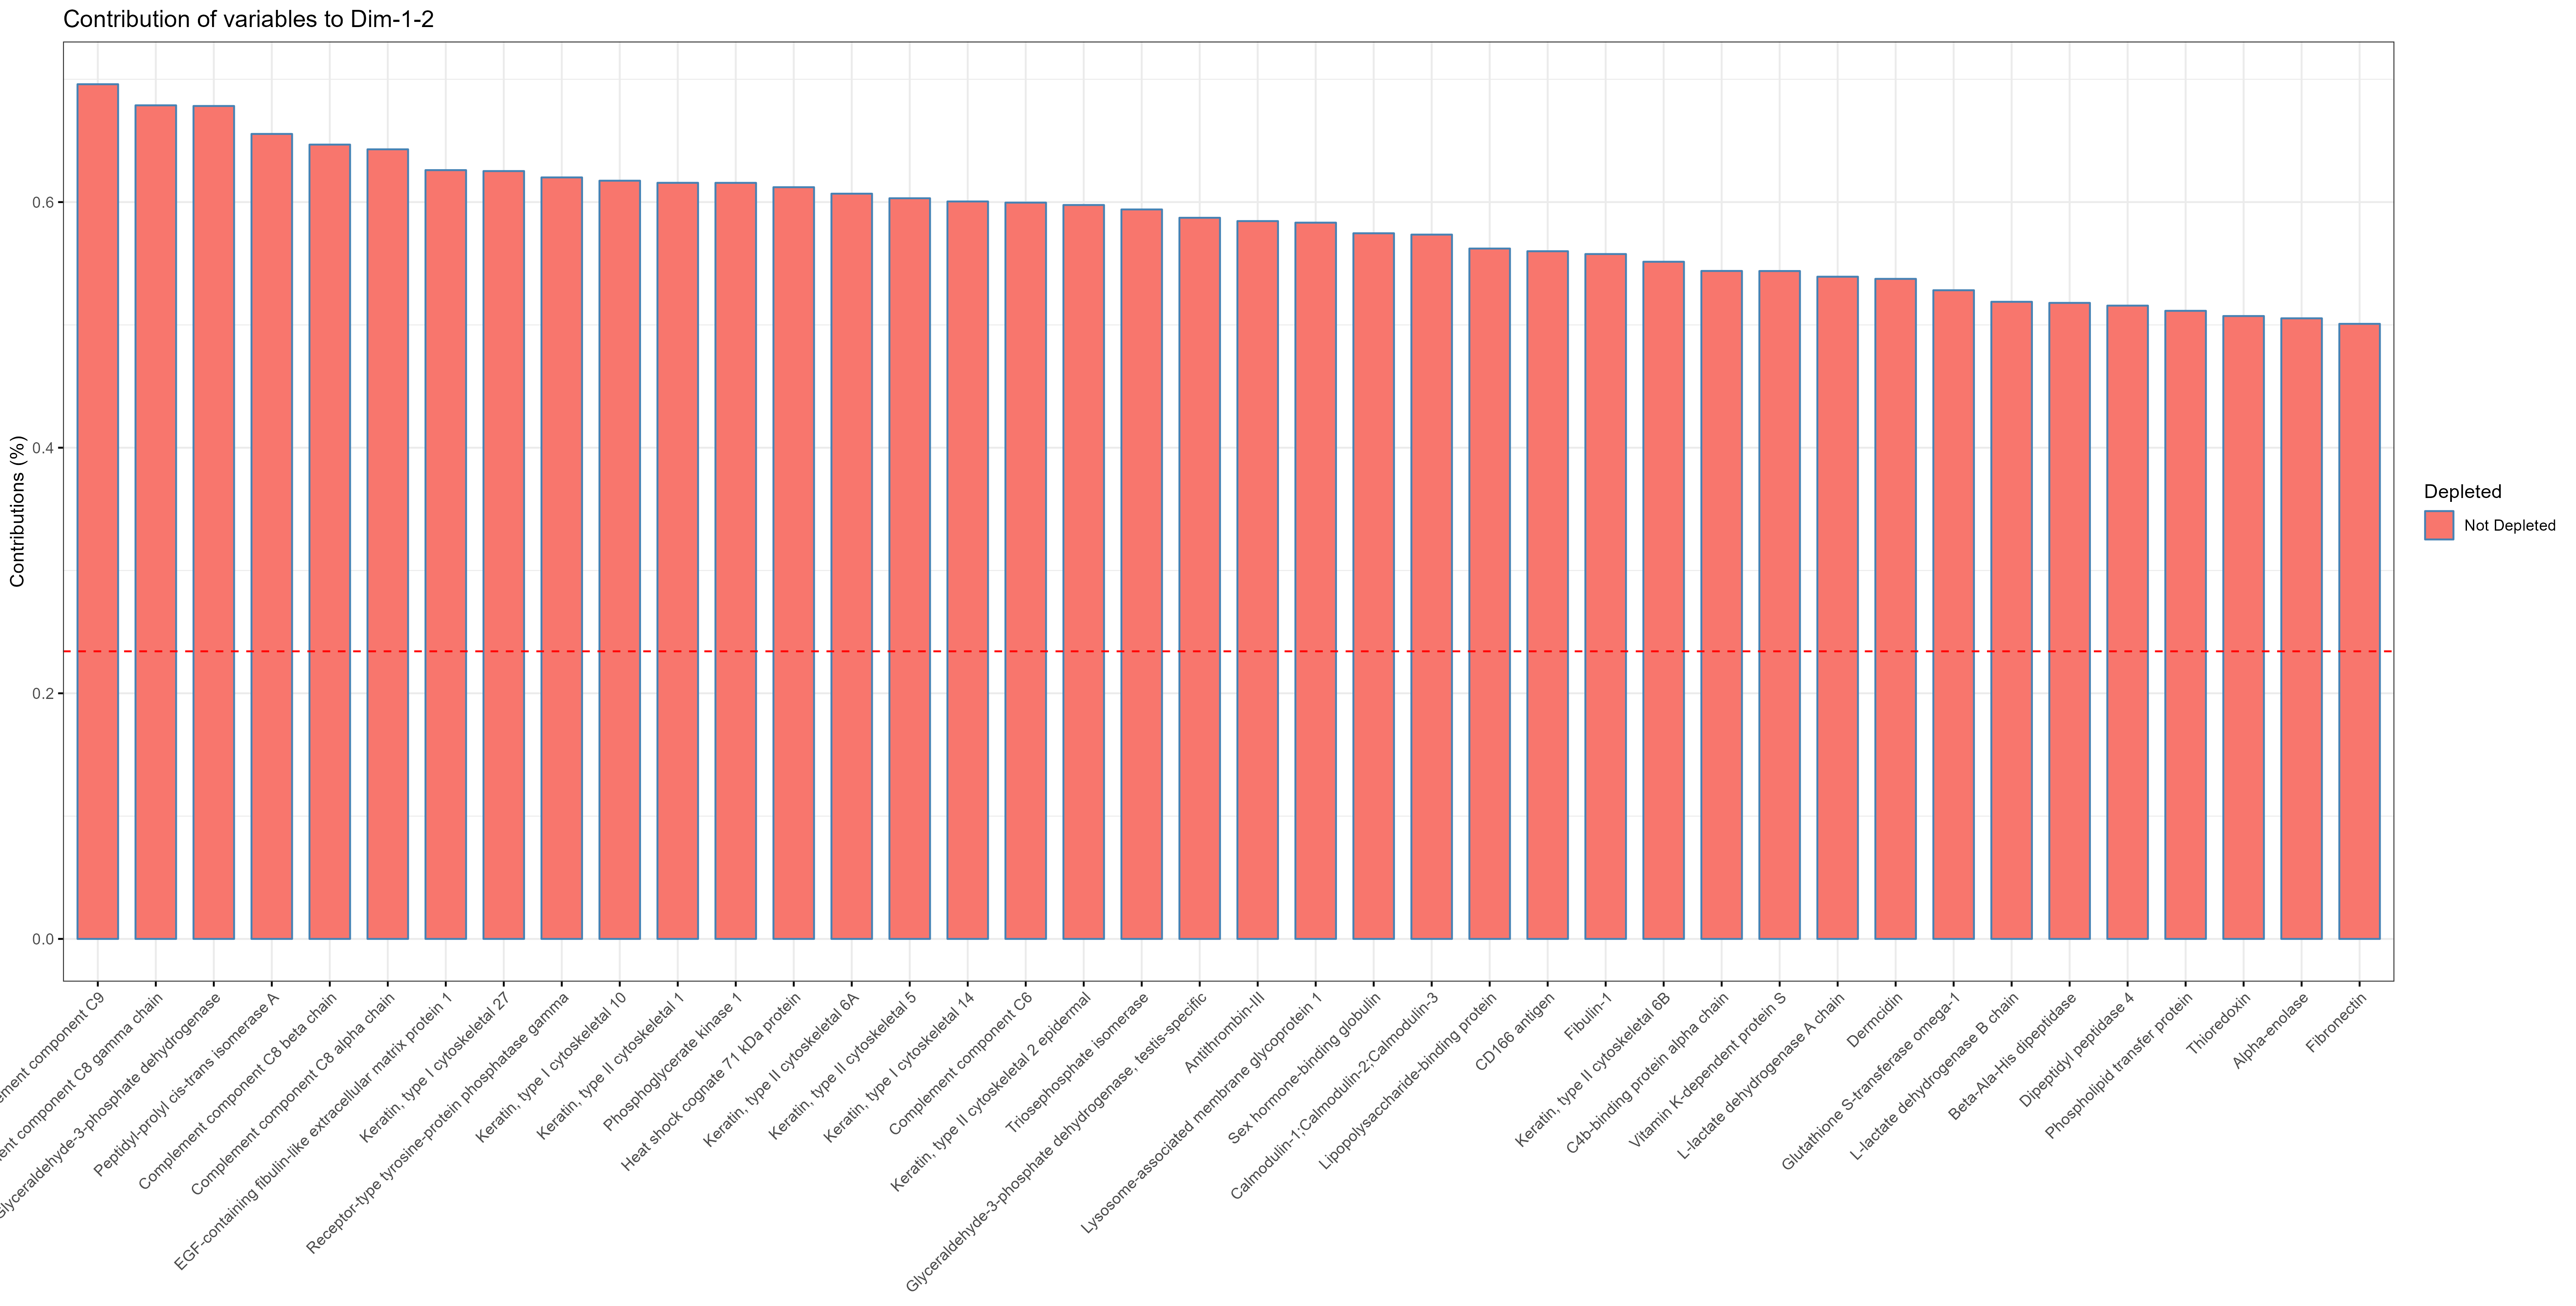 Contribution of variables to Dim-1-2
Contributions (%)
0.6
0.4
0.2
0.0
component C9
component C8 gamma chain
Glyceraldehyde-3-phosphate dehydrogenase
Peptidyl-prolyl cis-trans isomerase A
Complement component C8 beta chain
Complement component C8 alpha chain
EGF-containing fibulin-like extracellular matrix protein 1
Keratin, type I cytoskeletal 27
Receptor-type tyrosine-protein phosphatase gamma
Keratin, type I cytoskeletal 10
Keratin, type II cytoskeletal 1
Phosphoglycerate kinase 1
Heat shock cognate 71 kDa protein
Keratin, type II cytoskeletal 6A
Keratin, type II cytoskeletal 5
Keratin, type I cytoskeletal 14
Complement component C6
Keratin, type II cytoskeletal 2 epidermal
Triosephosphate isomerase
Glyceraldehyde-3-phosphate dehydrogenase, testis-specific
Antithrombin-III
Lysosome-associated membrane glycoprotein 1
Sex hormone-binding globulin
Calmodulin-1;Calmodulin-2;Calmodulin-3
Lipopolysaccharide-binding protein
CD166 antigen
Fibulin-1
Keratin, type II cytoskeletal 6B
C4b-binding protein alpha chain
Vitamin K-dependent protein S
L-lactate dehydrogenase A chain
Dermcidin
Glutathione S-transferase omega-1
L-lactate dehydrogenase B chain
Beta-Ala-His dipeptidase
Dipeptidyl peptidase 4
Phospholipid transfer protein
Thioredoxin
Alpha-enolase
Fibronectin
Depleted
Not Depleted